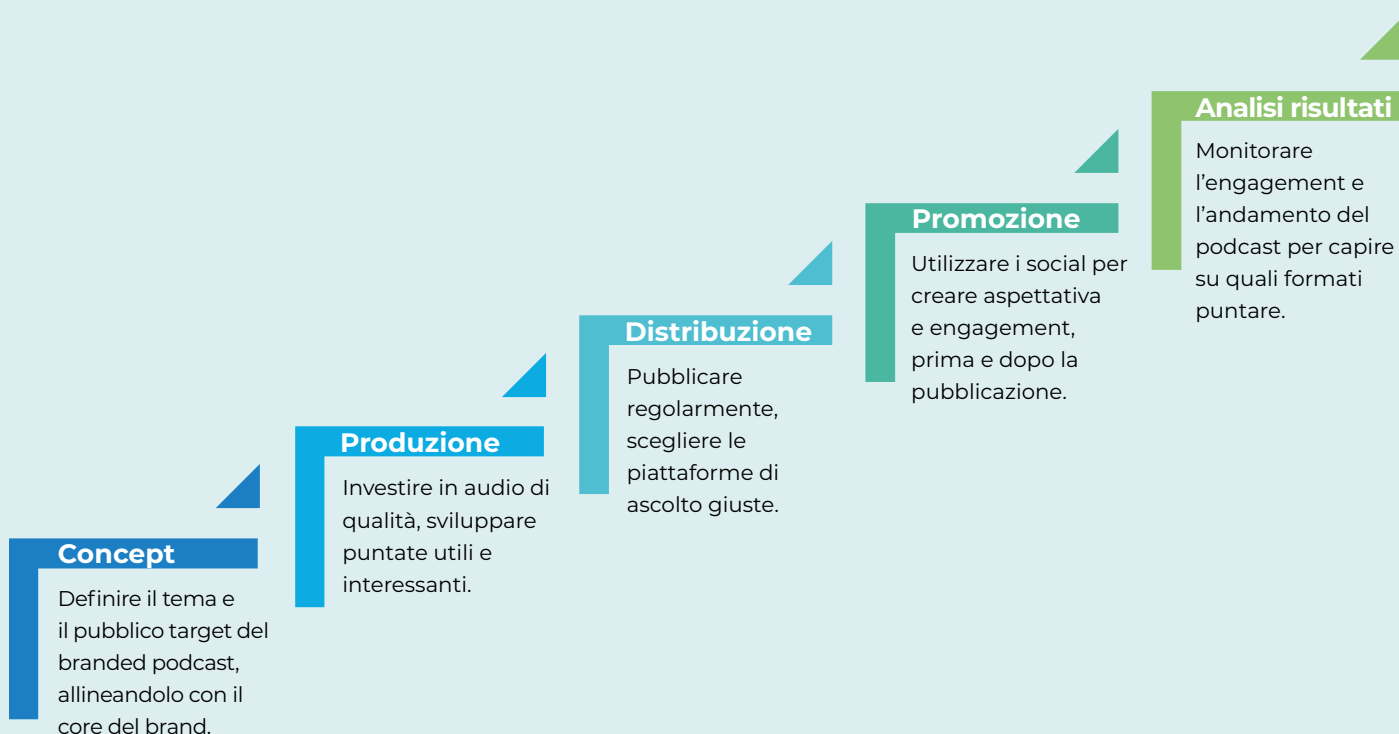 Concept
Definire il tema e
il pubblico target del
branded podcast,
allineandolo con il
core del brand.
Produzione
Investire in audio di
qualità, sviluppare
puntate utili e
interessanti.
Distribuzione
Pubblicare
regolarmente,
scegliere le
piattaforme di
ascolto giuste.
Promozione
Utilizzare i social per
creare aspettativa
e engagement,
prima e dopo la
pubblicazione.
Analisi risultati
Monitorare
l’engagement e
l’andamento del
podcast per capire
su quali formati
puntare.